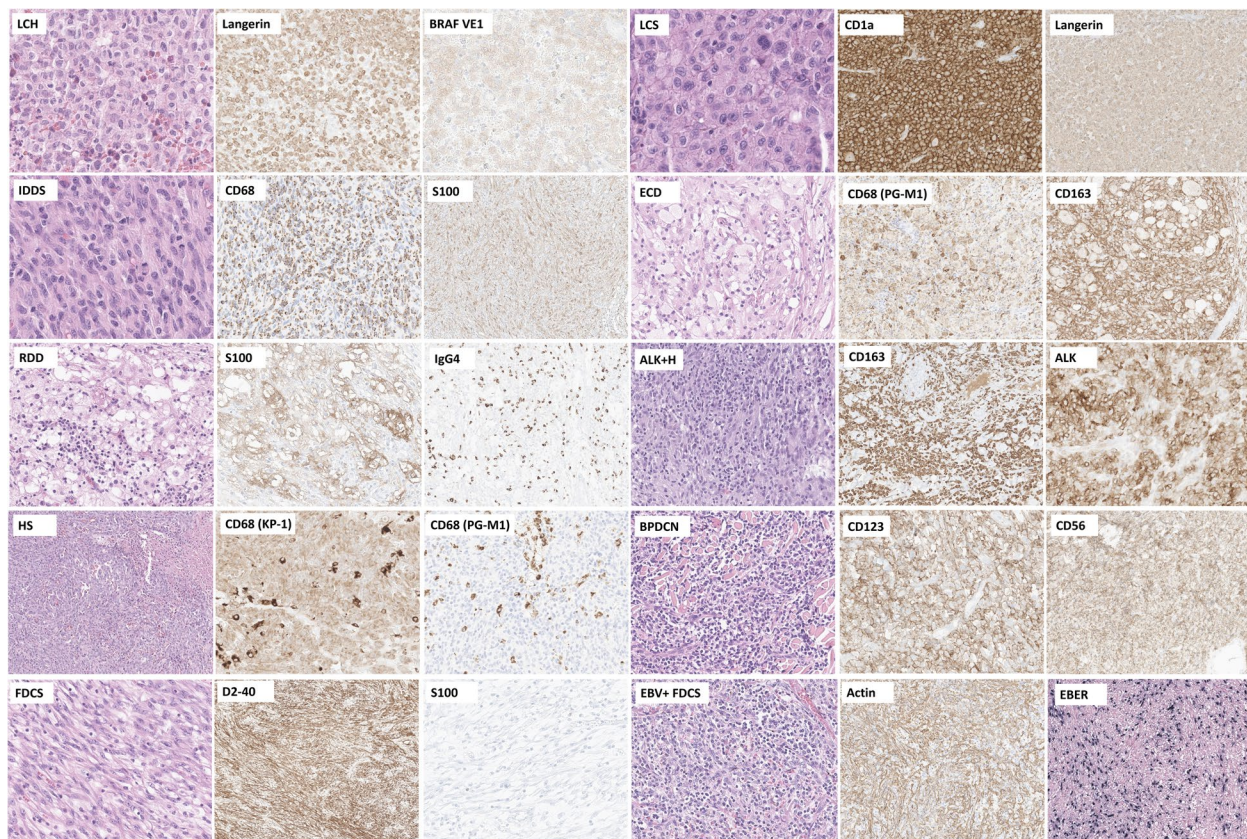 LCH
Langerin
BRAF VE1
LCS
CD1a
Langerin
IDDS
CD68
S100
ECD
CD68 (PG-M1)
CD163
RDD
S100
IgG4
ALK+H
CD163
ALK
HS
CD68 (KP-1)
CD68 (PG-M1)
BPDCN
CD123
CD56
FDCS
D2-40
S100
EBV+ FDCS
Actin
EBER